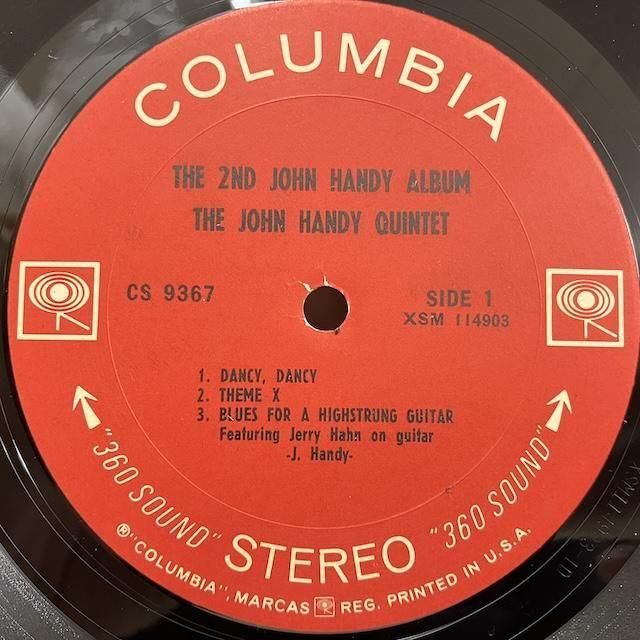 COLUMBIA
THE 2ND JOHN HANDY ALBUM
THE JOHN HANDY QUINTET
CS 9367
SIDE 1
XSM 114903
1. DANCY, DANCY
2. THEME X
3. BLUES FOR A HIGHSTRUNG GUITAR
Featuring Jerry Hahn on guitar
-J. Handy-
"360 SOUND" STEREO "360 SOUND"
® "COLUMBIA", MARCAS REG. PRINTED IN U.S.A.